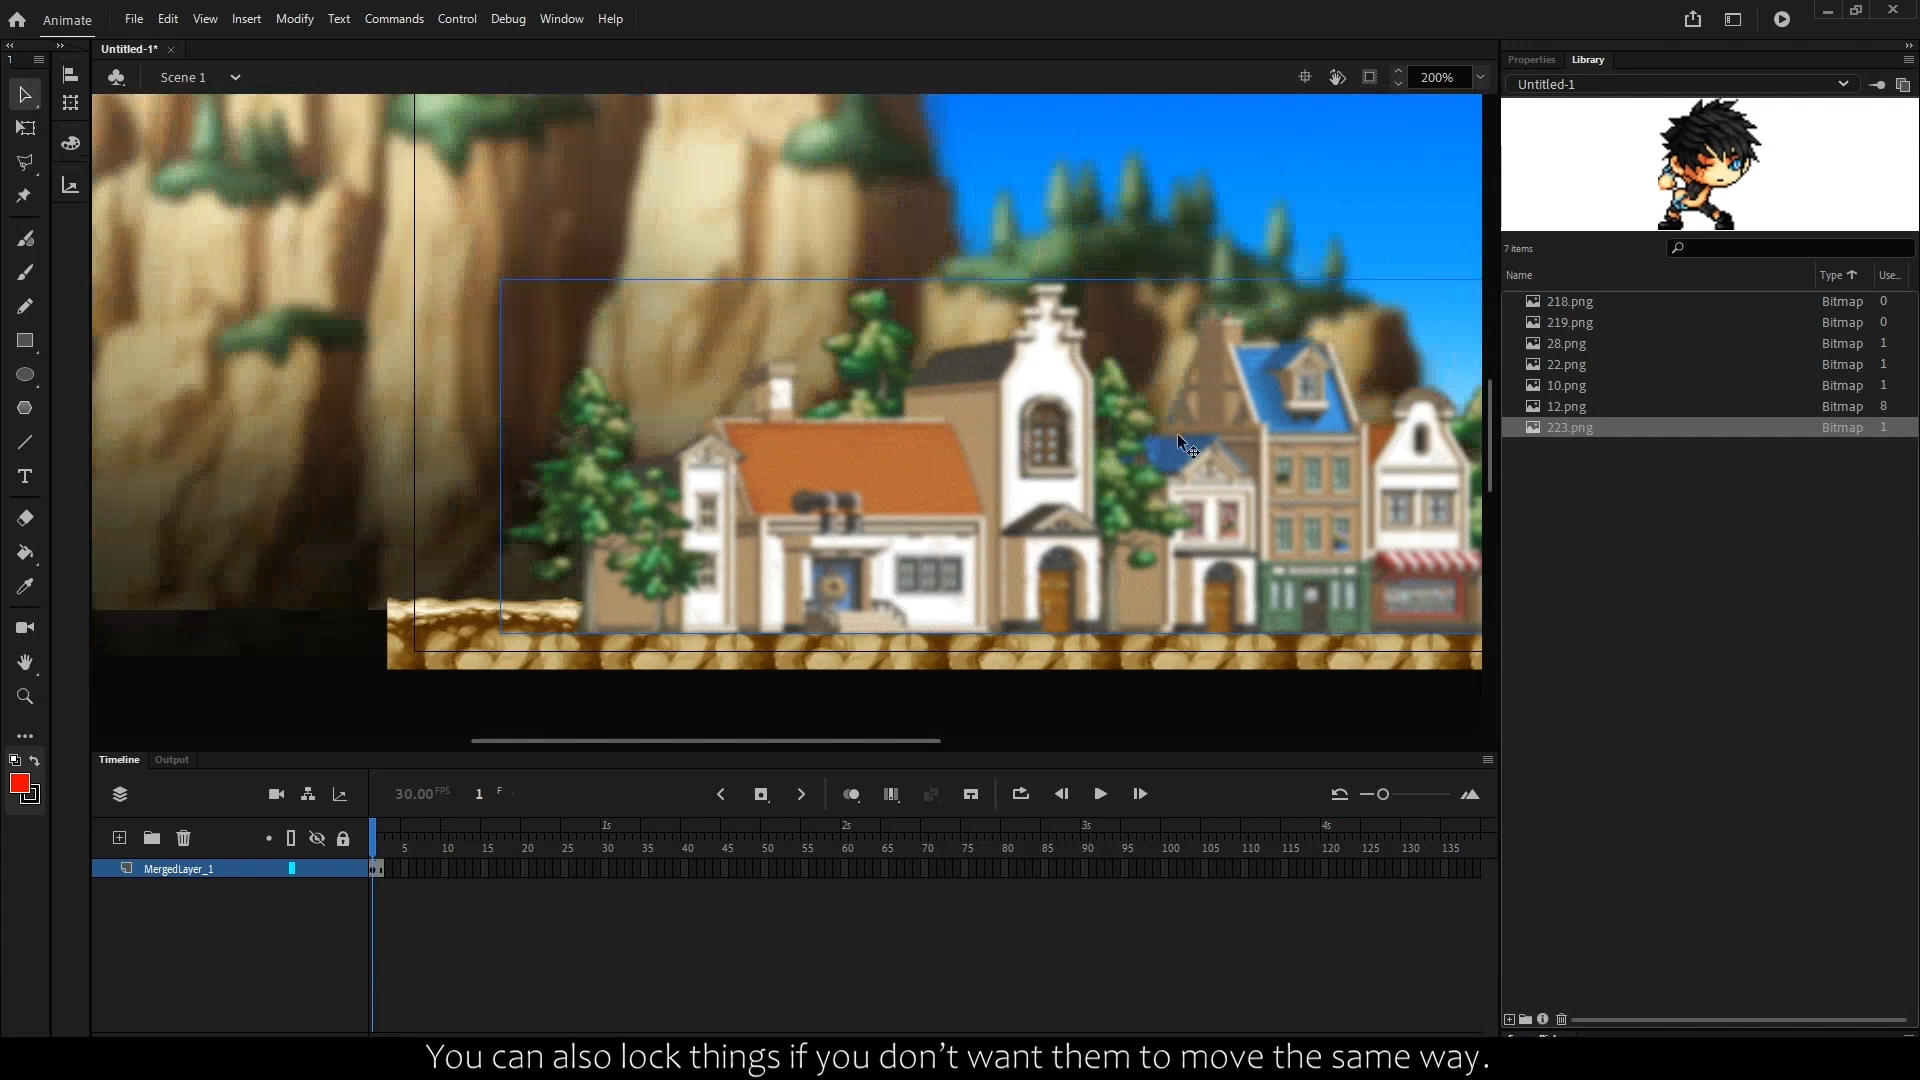 Animate File Edit View Insert Modify Text Commands Control Debug Window Help
Untitled-1*
Properties Library
Scene 1
200%
Untitled-1
7 items
Name Type Use...
218.png Bitmap 0
219.png Bitmap 0
28.png Bitmap 1
22.png Bitmap 1
10.png Bitmap 1
12.png Bitmap 8
223.png Bitmap 1
Timeline Output
30.00 FPS 1 F
1s 2s 3s 4s
5 10 15 20 25 30 35 40 45 50 55 60 65 70 75 80 85 90 95 100 105 110 115 120 125 130 135
MergedLayer_1
You can also lock things if you don't want them to move the same way.